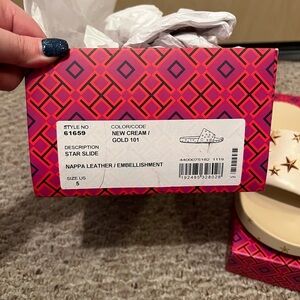 STYLE NO
61659
COLOR/CODE
NEW CREAM /
GOLD 101
DESCRIPTION
STAR SLIDE
NAPPA LEATHER / EMBELLISHMENT
SIZE US
5